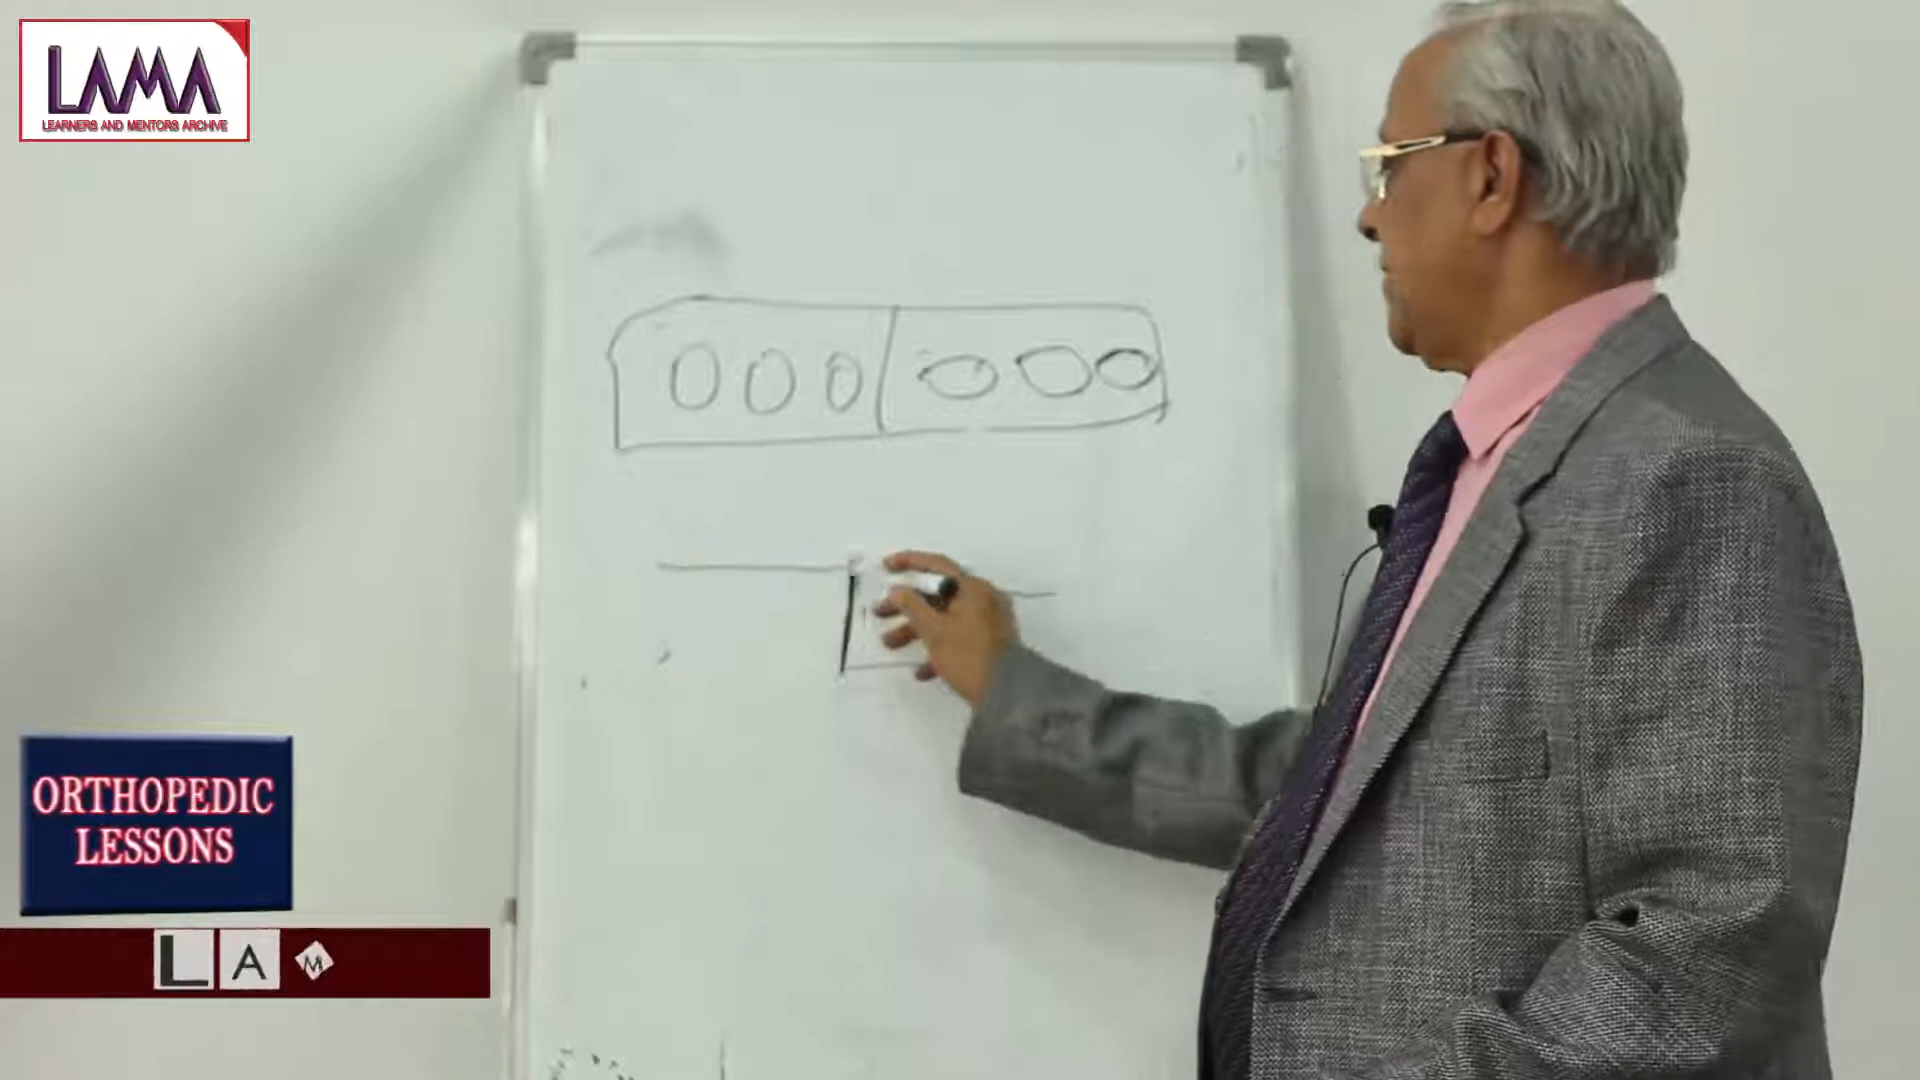 LAMA
LEARNERS AND MENTORS ARCHIVE
ORTHOPEDIC
LESSONS
L A M